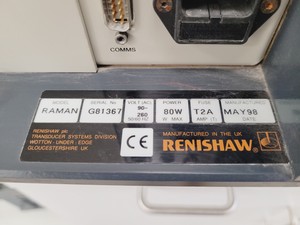 COMMS
MODEL SERIAL No VOLT (AC) POWER FUSE MANUFACTURED
RAMAN G81367 90-260 80W T2A MAY98
50/60 HZ W MAX AMP (T) DATE
RENISHAW plc
TRANSDUCER SYSTEMS DIVISION
WOTTON - UNDER - EDGE
GLOUCESTERSHIRE UK
CE
MANUFACTURED IN THE UK
RENISHAW